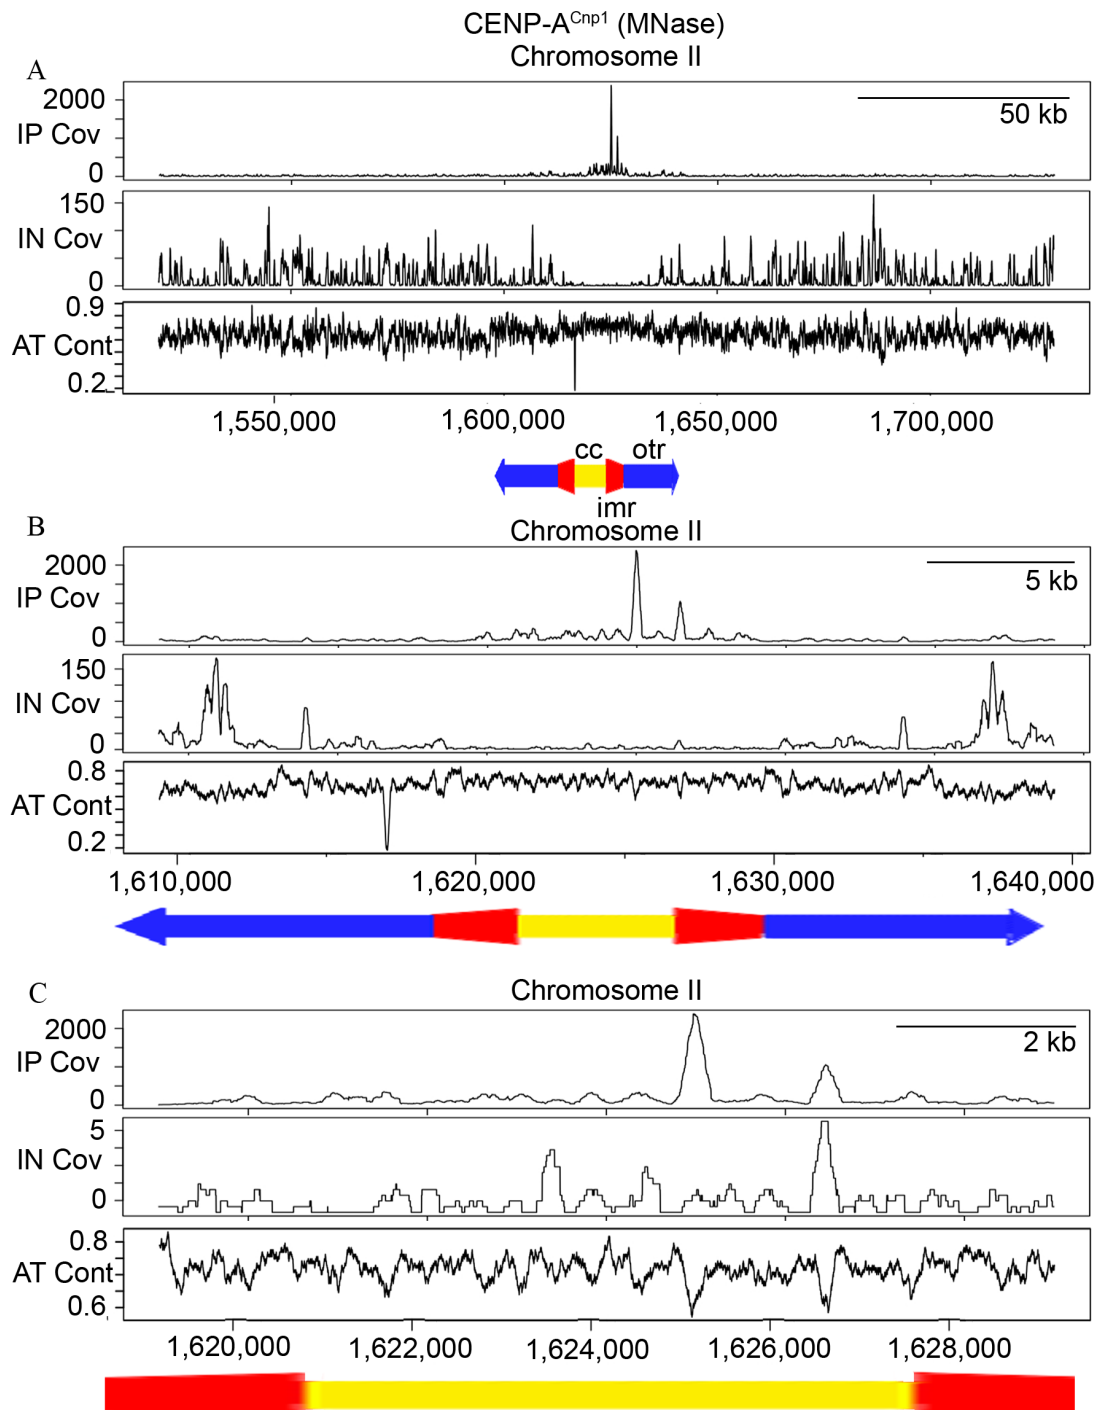 CENP-A^Cnp1 (MNase)
Chromosome II
A
2000
IP Cov
0
50 kb
150
IN Cov
0
0.9
AT Cont
0.2
1,550,000 1,600,000 1,650,000 1,700,000
cc otr
imr
B
Chromosome II
2000
IP Cov
0
5 kb
150
IN Cov
0
0.8
AT Cont
0.2
1,610,000 1,620,000 1,630,000 1,640,000
C
Chromosome II
2000
IP Cov
0
2 kb
5
IN Cov
0
0.8
AT Cont
0.6
1,620,000 1,622,000 1,624,000 1,626,000 1,628,000